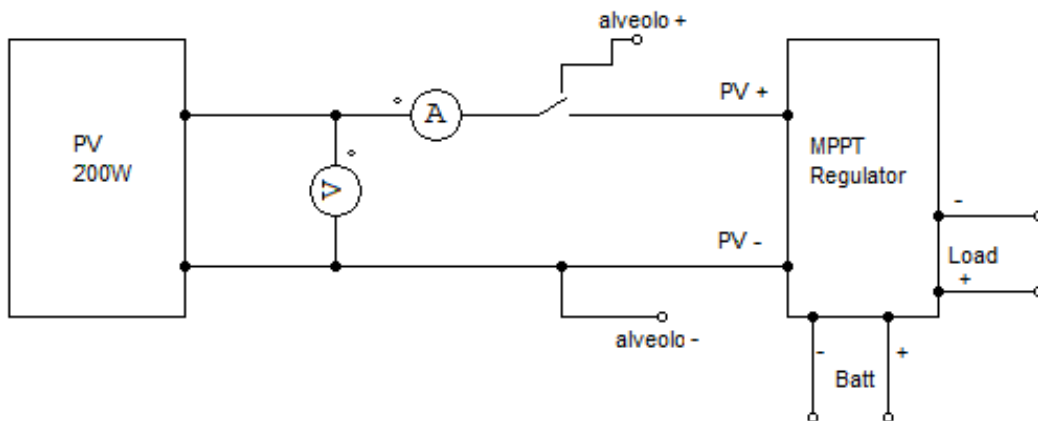 alveolo +
PV
200W
A
V
PV +
MPPT
Regulator
PV -
-
Load
+
alveolo -
-
+
Batt